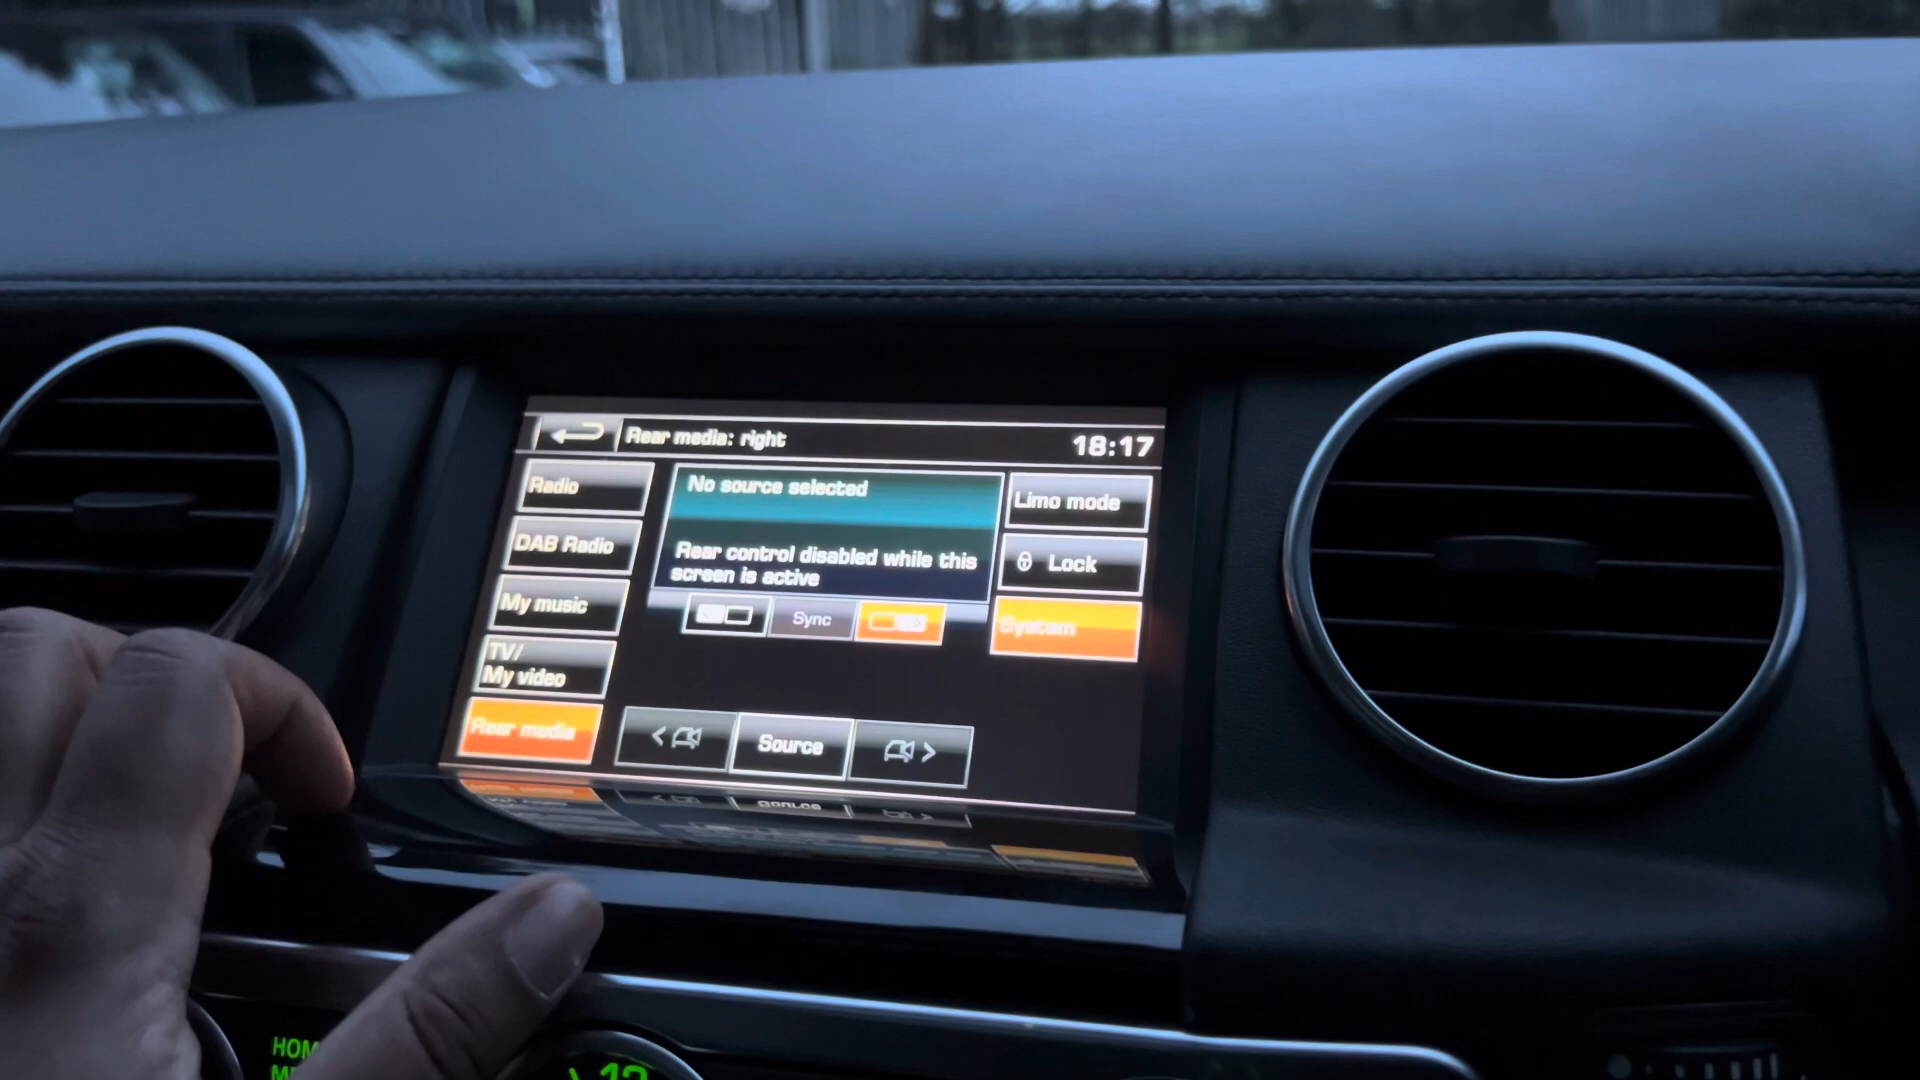 Rear media: right
18:17
Radio
No source selected
Limo mode
DAB Radio
Rear control disabled while this
screen is active
Lock
My music
Sync
System
TV/
My video
Rear media
< Source >
HOM